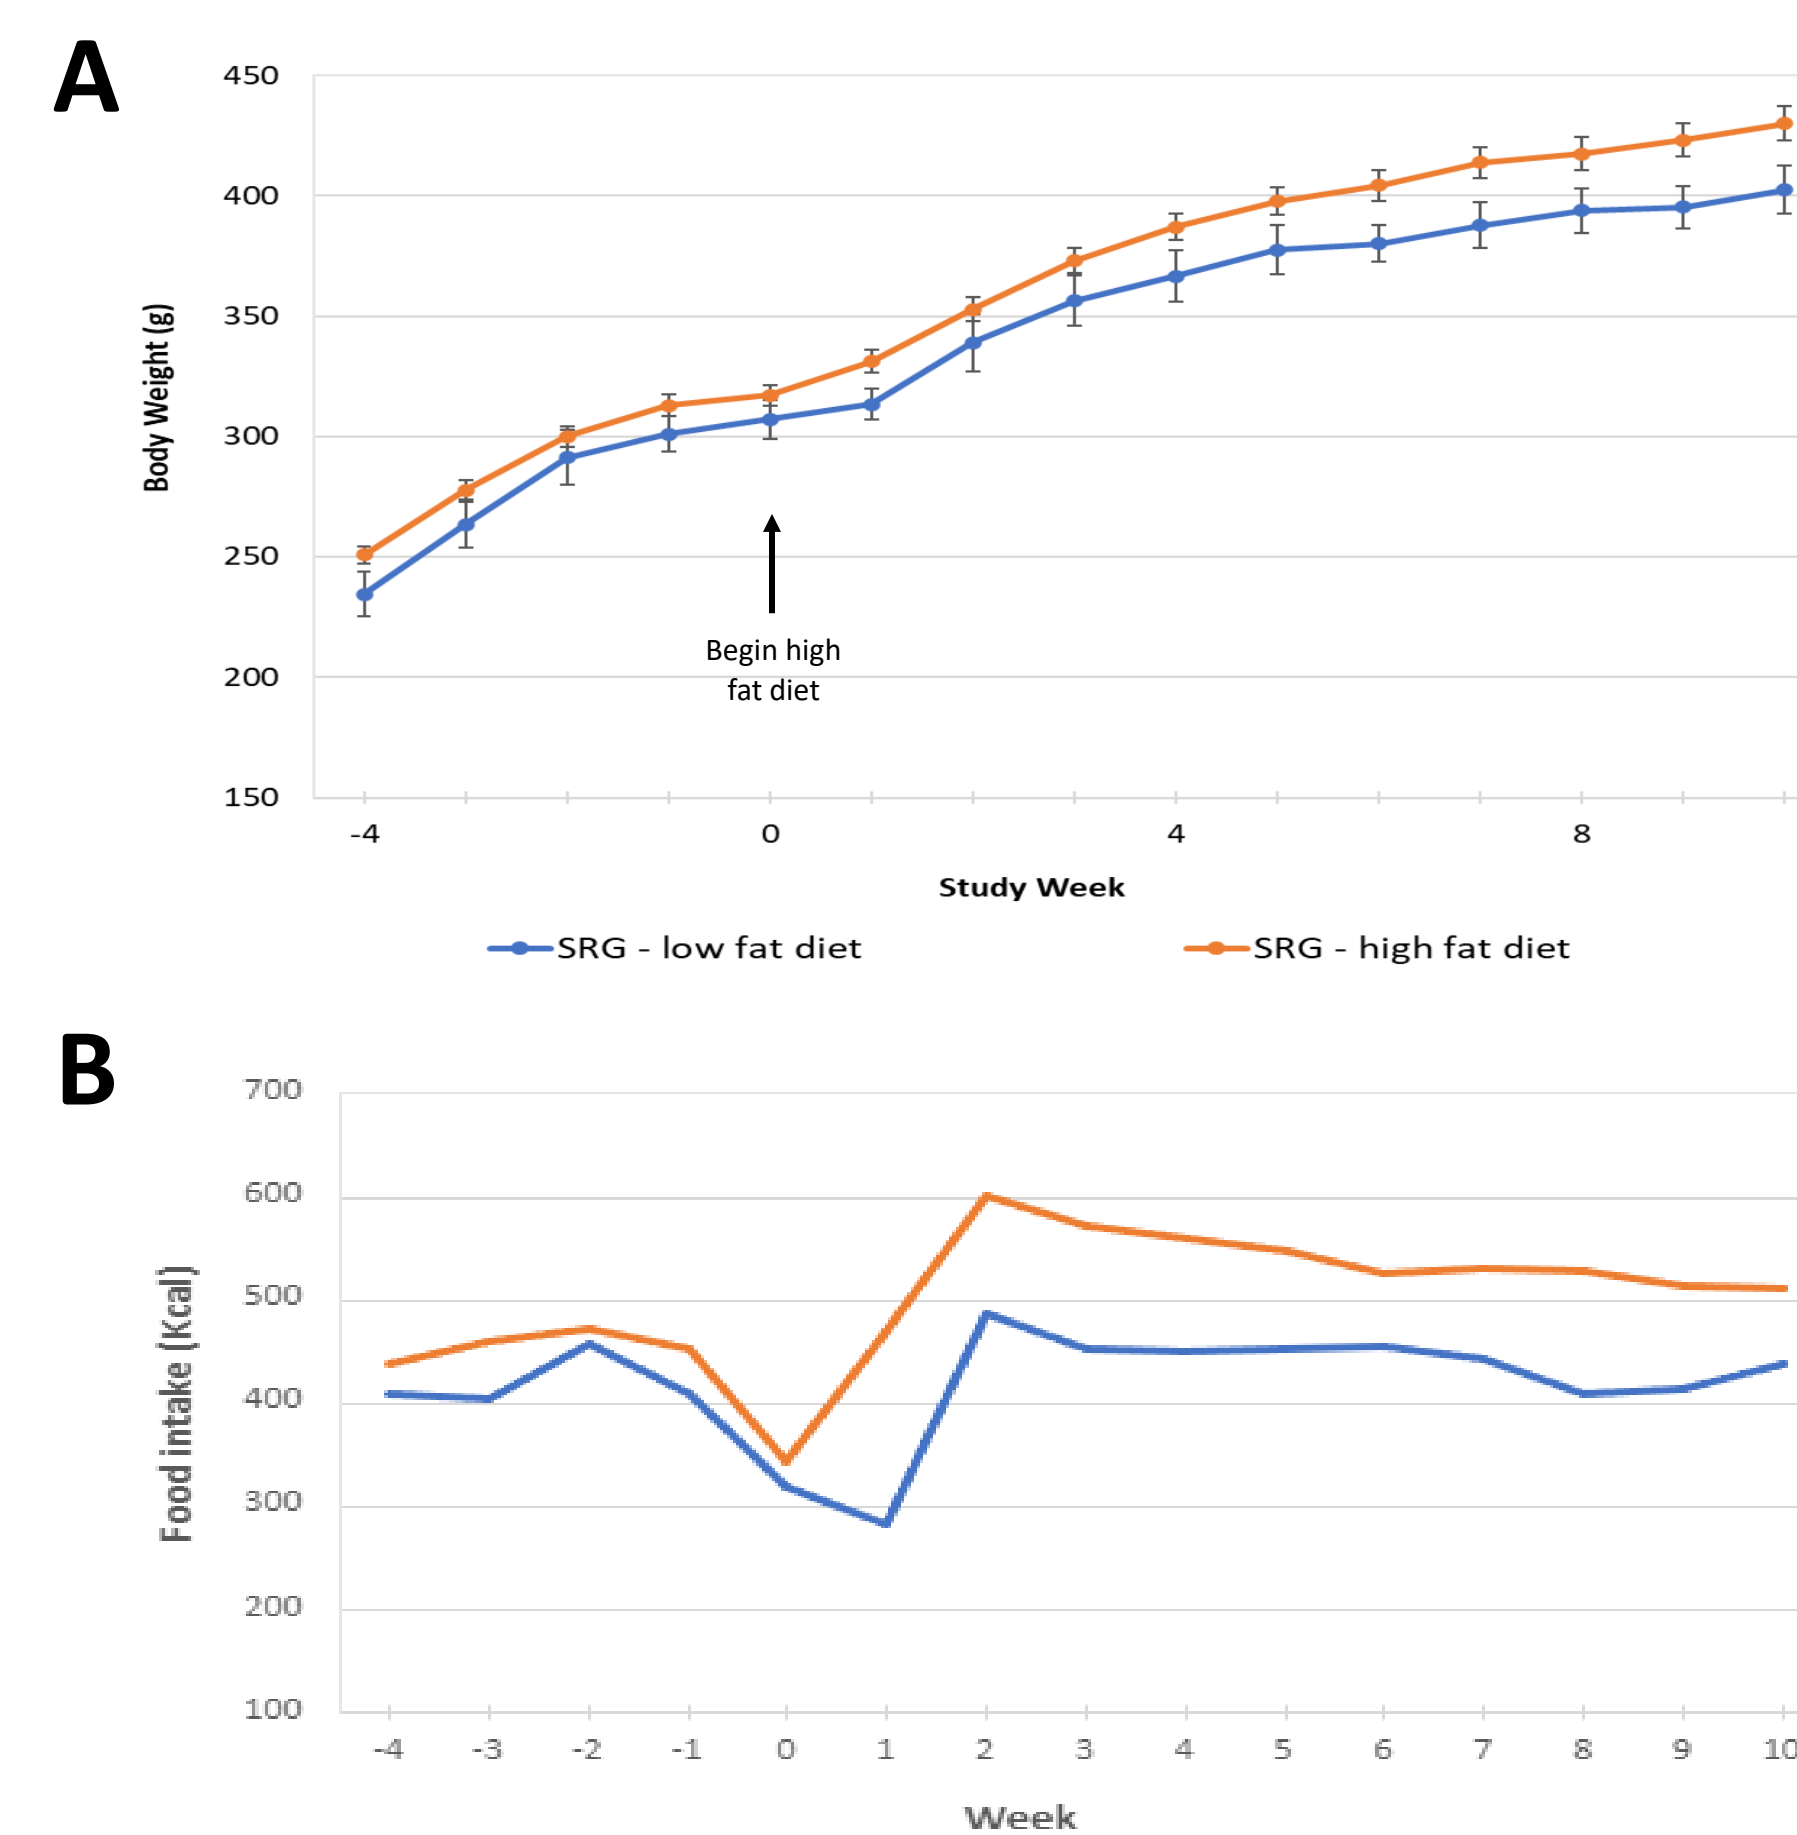 A
450
400
350
300
250
200
150
Body Weight (g)
Begin high
fat diet
-4 0 4 8
Study Week
SRG - low fat diet SRG - high fat diet
B
700
600
500
400
300
200
100
Food intake (Kcal)
-4 -3 -2 -1 0 1 2 3 4 5 6 7 8 9 10
Week